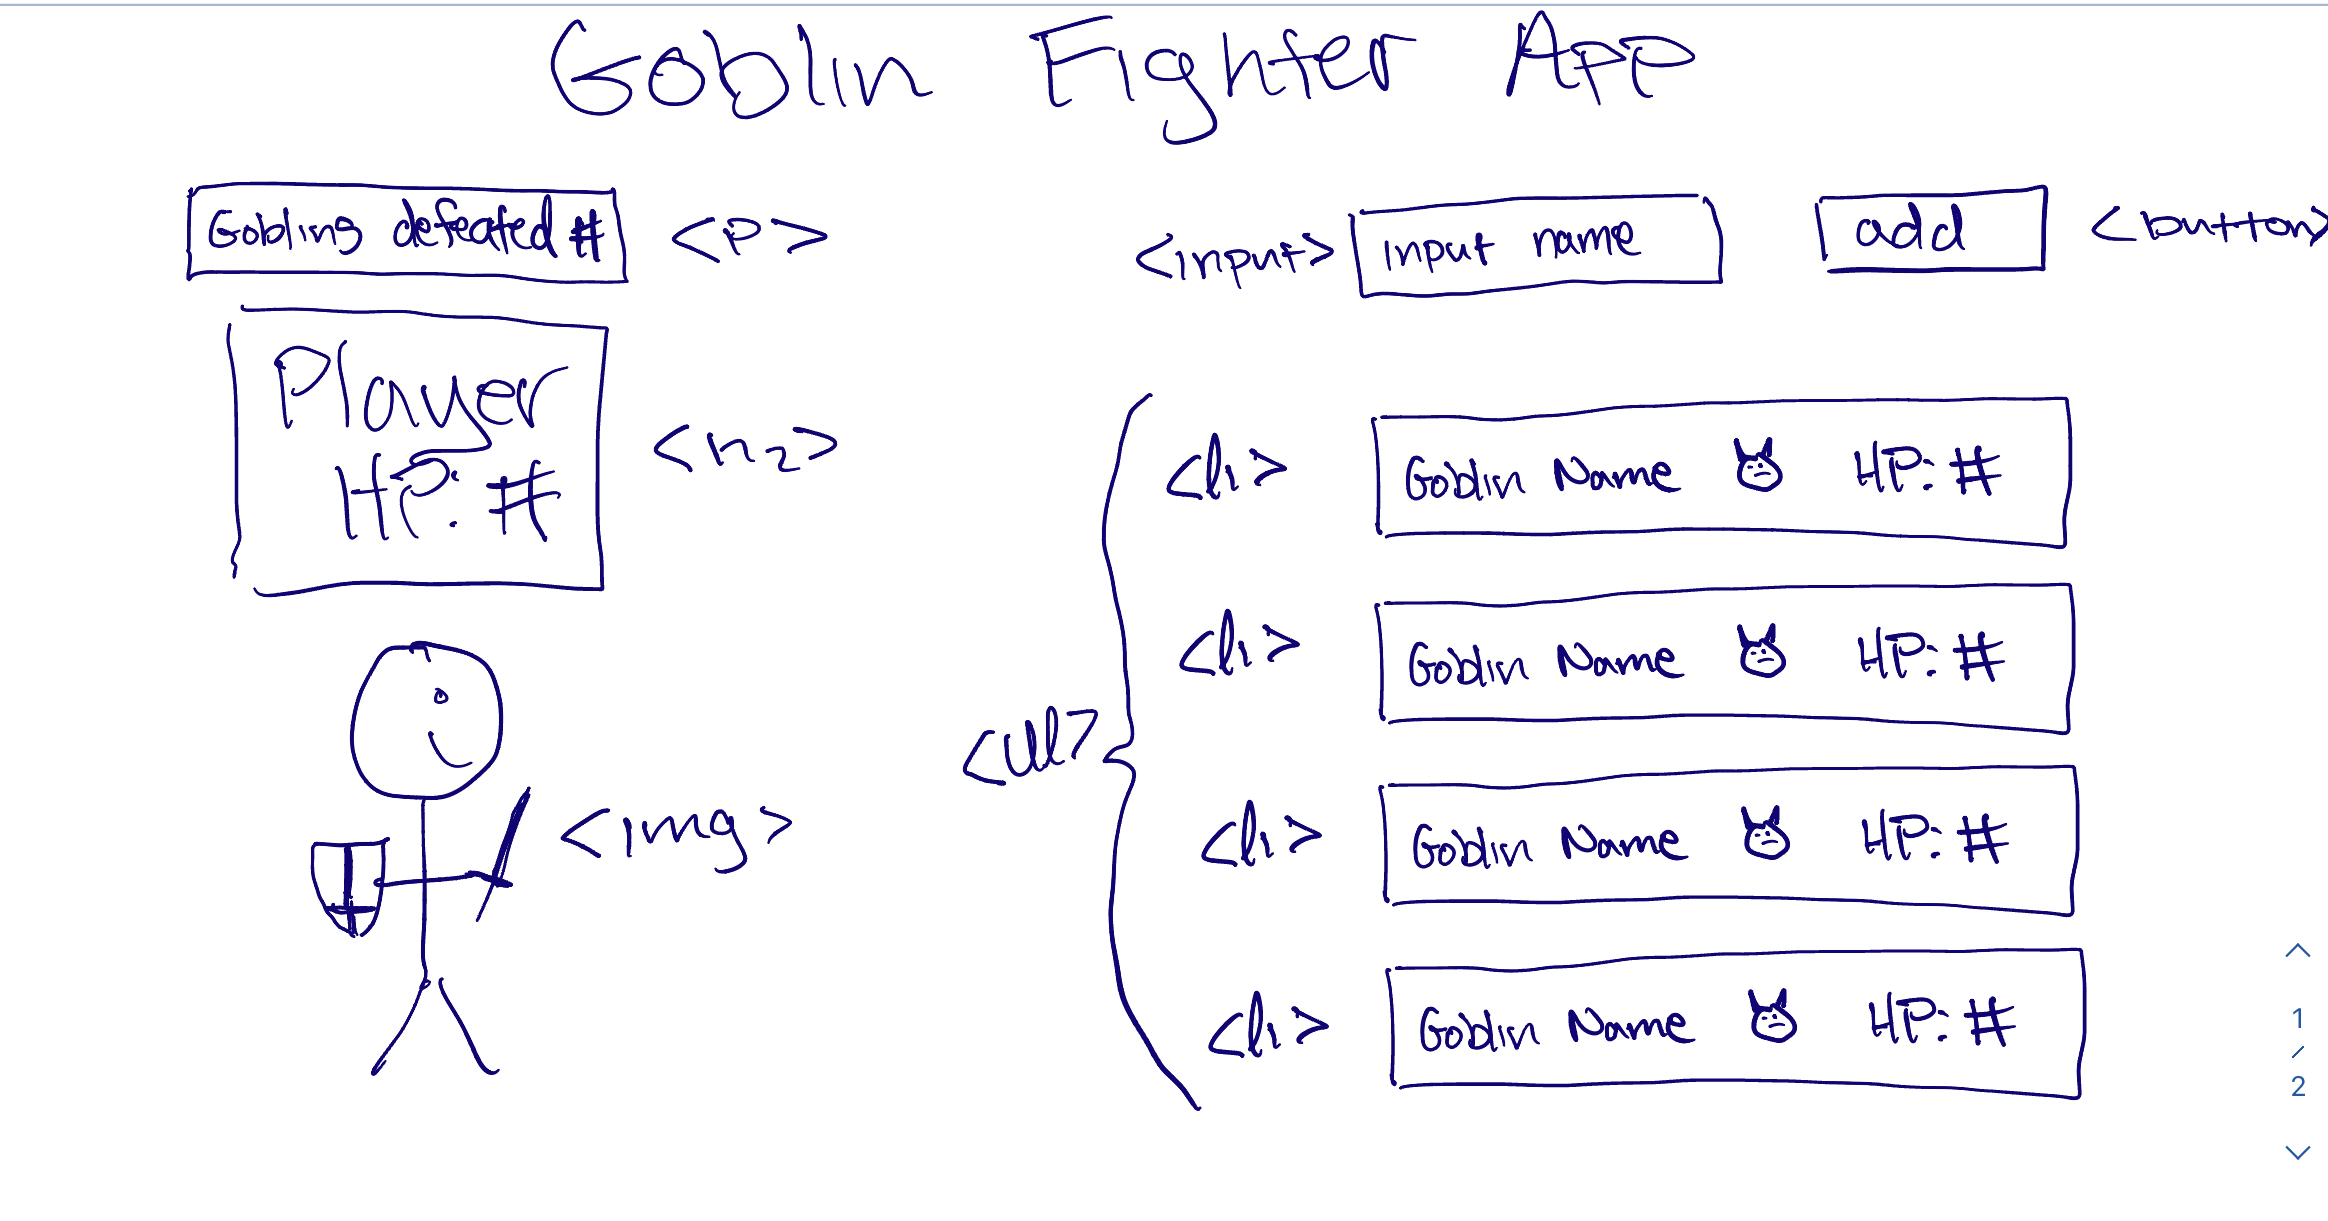 Goblin Fighter App
Gobling defeated #
<p>
<input>
input name
add
<button>
Player
HP: #
<h2>
<img>
<ul>
<li>
Goblin Name HP: #
<li>
Goblin Name HP: #
<li>
Goblin Name HP: #
<li>
Goblin Name HP: #
1
/
2